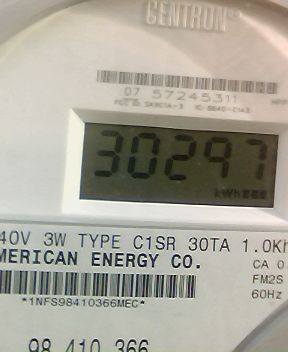 CENTRON®
07 57245311
30297
kWh
40V 3W TYPE C1SR 30TA 1.0Kh
MERICAN ENERGY CO.
CA 0.
FM2S
60Hz
*1NFS98410366MEC*
98 410 366